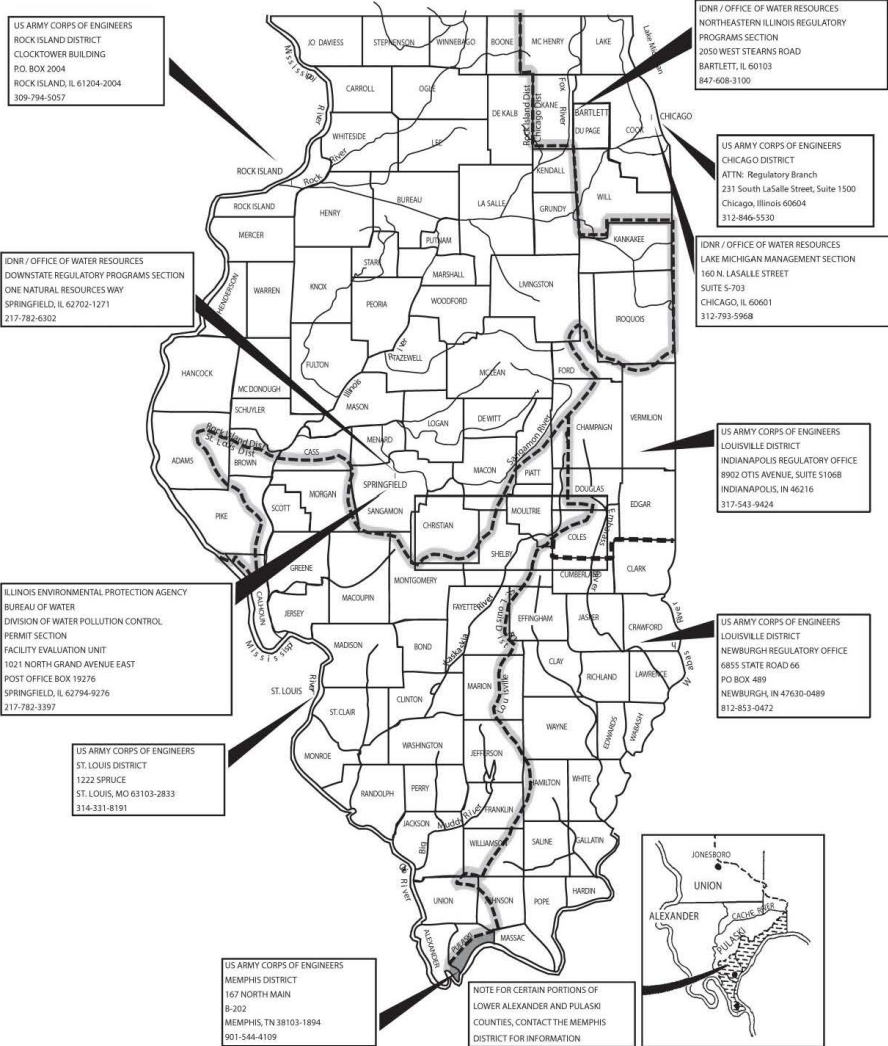 US ARMY CORPS OF ENGINEERS
ROCK ISLAND DISTRICT
CLOCKTOWER BUILDING
P.O. BOX 2004
ROCK ISLAND, IL 61204-2004
309-794-5057
IDNR / OFFICE OF WATER RESOURCES
NORTHEASTERN ILLINOIS REGULATORY
PROGRAMS SECTION
2050 WEST STEARNS ROAD
BARTLETT, IL 60103
847-608-3100
US ARMY CORPS OF ENGINEERS
CHICAGO DISTRICT
ATTN: Regulatory Branch
231 South LaSalle Street, Suite 1500
Chicago, Illinois 60604
312-846-5530
IDNR / OFFICE OF WATER RESOURCES
LAKE MICHIGAN MANAGEMENT SECTION
160 N. LASALLE STREET
SUITE S-703
CHICAGO, IL 60601
312-793-5968
IDNR / OFFICE OF WATER RESOURCES
DOWNSTATE REGULATORY PROGRAMS SECTION
ONE NATURAL RESOURCES WAY
SPRINGFIELD, IL 62702-1271
217-782-6302
US ARMY CORPS OF ENGINEERS
LOUISVILLE DISTRICT
INDIANAPOLIS REGULATORY OFFICE
8902 OTIS AVENUE, SUITE S106B
INDIANAPOLIS, IN 46216
317-543-9424
ILLINOIS ENVIRONMENTAL PROTECTION AGENCY
BUREAU OF WATER
DIVISION OF WATER POLLUTION CONTROL
PERMIT SECTION
FACILITY EVALUATION UNIT
1021 NORTH GRAND AVENUE EAST
POST OFFICE BOX 19276
SPRINGFIELD, IL 62794-9276
217-782-3397
US ARMY CORPS OF ENGINEERS
LOUISVILLE DISTRICT
NEWBURGH REGULATORY OFFICE
6855 STATE ROAD 66
PO BOX 489
NEWBURGH, IN 47630-0489
812-853-0472
US ARMY CORPS OF ENGINEERS
ST. LOUIS DISTRICT
1222 SPRUCE
ST. LOUIS, MO 63103-2833
314-331-8191
US ARMY CORPS OF ENGINEERS
MEMPHIS DISTRICT
167 NORTH MAIN
B-202
MEMPHIS, TN 38103-1894
901-544-4109
NOTE FOR CERTAIN PORTIONS OF
LOWER ALEXANDER AND PULASKI
COUNTIES, CONTACT THE MEMPHIS
DISTRICT FOR INFORMATION
JO DAVIESS
STEPHENSON
WINNEBAGO
BOONE
MC HENRY
LAKE
Lake Michigan
CARROLL
OGLE
DE KALB
Rock Island Dist
Chicago Dist
KANE
Fox River
BARTLETT
DU PAGE
COOK
CHICAGO
WHITESIDE
LEE
ROCK ISLAND
Rock River
KENDALL
WILL
ROCK ISLAND
HENRY
BUREAU
LA SALLE
GRUNDY
MERCER
PUTNAM
KANKAKEE
STARK
MARSHALL
HENDERSON
WARREN
KNOX
PEORIA
WOODFORD
LIVINGSTON
IROQUOIS
HANCOCK
MC DONOUGH
FULTON
TAZEWELL
MC LEAN
FORD
Illinois River
SCHUYLER
MASON
LOGAN
DE WITT
CHAMPAIGN
VERMILION
Rock Island Dist
St. Louis Dist
ADAMS
BROWN
CASS
MENARD
MACON
Sangamon River
PIATT
SPRINGFIELD
DOUGLAS
EDGAR
PIKE
SCOTT
MORGAN
SANGAMON
CHRISTIAN
MOULTRIE
COLES
Embarrass River
SHELBY
GREENE
MONTGOMERY
CUMBERLAND
CLARK
CALHOUN
JERSEY
MACOUPIN
FAYETTE
Kaskaskia River
EFFINGHAM
JASPER
CRAWFORD
Wabash River
St. Louis Dist
Louisville
MADISON
BOND
CLAY
RICHLAND
LAWRENCE
ST. LOUIS
Mississippi River
CLINTON
MARION
ST. CLAIR
WAYNE
EDWARDS
WABASH
MONROE
WASHINGTON
JEFFERSON
RANDOLPH
PERRY
HAMILTON
WHITE
FRANKLIN
JACKSON
Big Muddy River
WILLIAMSON
SALINE
GALLATIN
UNION
JOHNSON
POPE
HARDIN
ALEXANDER
PULASKI
MASSAC
Mississippi River
JONESBORO
UNION
ALEXANDER
CACHE RIVER
PULASKI